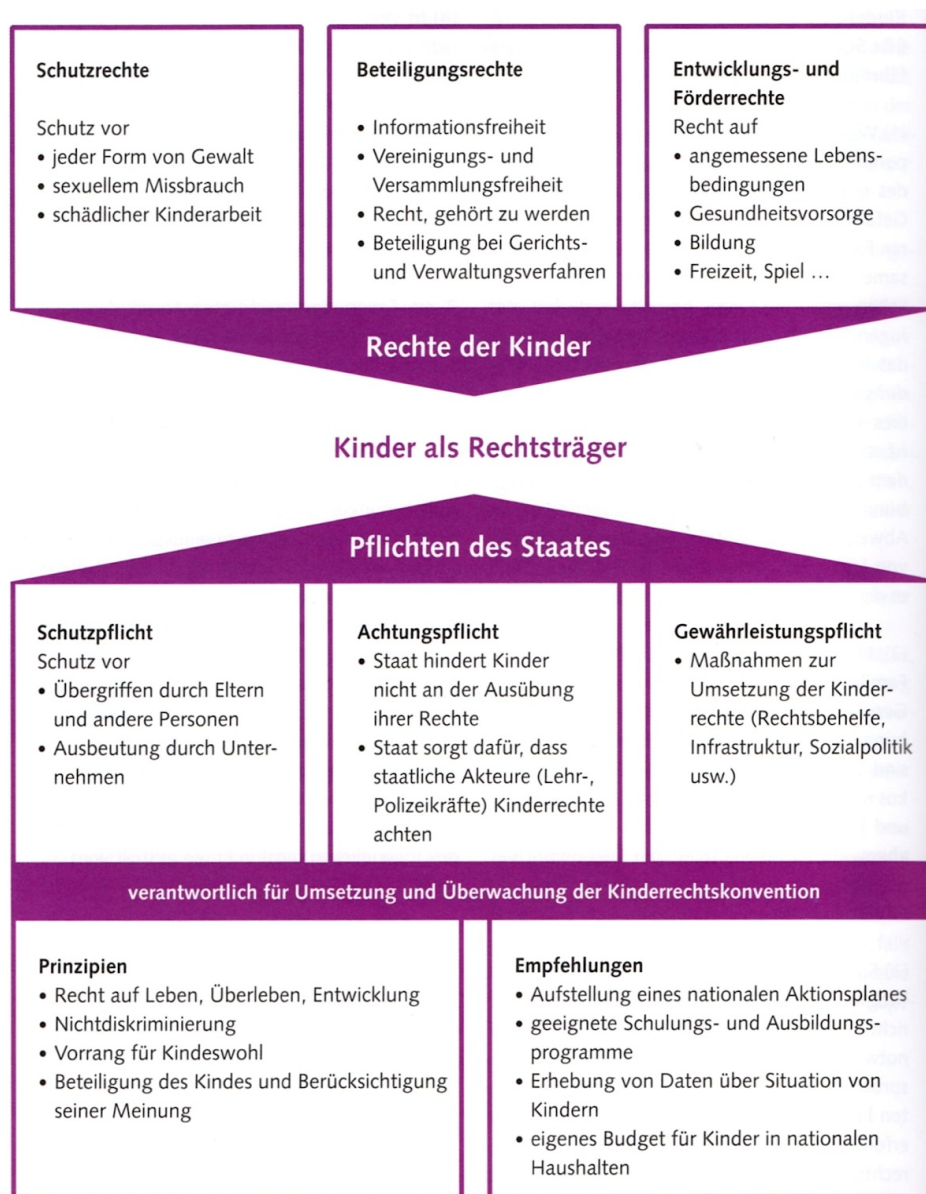 Schutzrechte
Schutz vor
• jeder Form von Gewalt
• sexuellem Missbrauch
• schädlicher Kinderarbeit
Beteiligungsrechte
• Informationsfreiheit
• Vereinigungs- und
Versammlungsfreiheit
• Recht, gehört zu werden
• Beteiligung bei Gerichts-
und Verwaltungsverfahren
Entwicklungs- und
Förderrechte
Recht auf
• angemessene Lebens-
bedingungen
• Gesundheitsvorsorge
• Bildung
• Freizeit, Spiel ...
Rechte der Kinder
Kinder als Rechtsträger
Pflichten des Staates
Schutzpflicht
Schutz vor
• Übergriffen durch Eltern
und andere Personen
• Ausbeutung durch Unter-
nehmen
Achtungspflicht
• Staat hindert Kinder
nicht an der Ausübung
ihrer Rechte
• Staat sorgt dafür, dass
staatliche Akteure (Lehr-,
Polizeikräfte) Kinderrechte
achten
Gewährleistungspflicht
• Maßnahmen zur
Umsetzung der Kinder-
rechte (Rechtsbehelfe,
Infrastruktur, Sozialpolitik
usw.)
verantwortlich für Umsetzung und Überwachung der Kinderrechtskonvention
Prinzipien
• Recht auf Leben, Überleben, Entwicklung
• Nichtdiskriminierung
• Vorrang für Kindeswohl
• Beteiligung des Kindes und Berücksichtigung
seiner Meinung
Empfehlungen
• Aufstellung eines nationalen Aktionsplanes
• geeignete Schulungs- und Ausbildungs-
programme
• Erhebung von Daten über Situation von
Kindern
• eigenes Budget für Kinder in nationalen
Haushalten